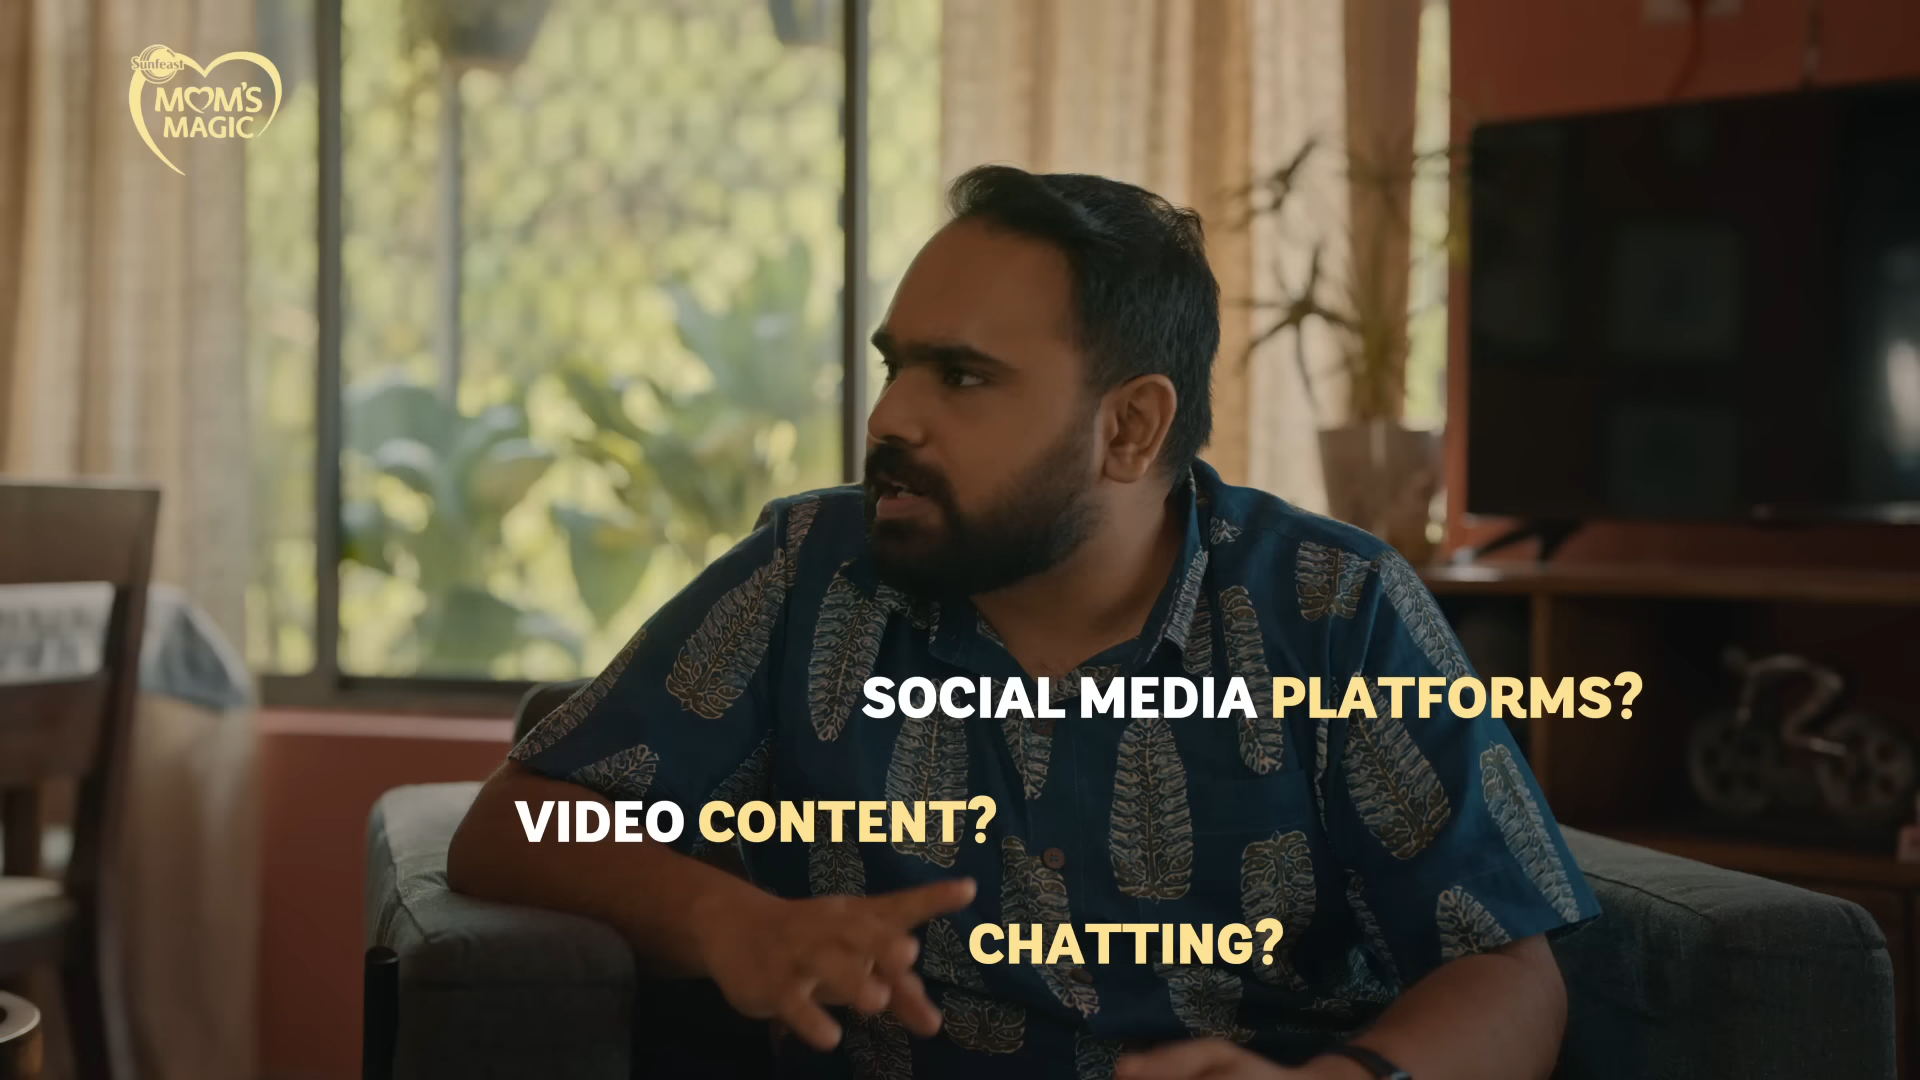 Sunfeast
MOM'S
MAGIC
SOCIAL MEDIA PLATFORMS?
VIDEO CONTENT?
CHATTING?